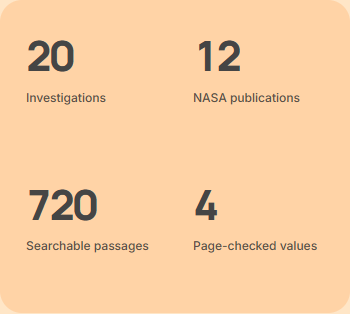 20
12
Investigations
NASA publications
720
4
Searchable passages
Page-checked values